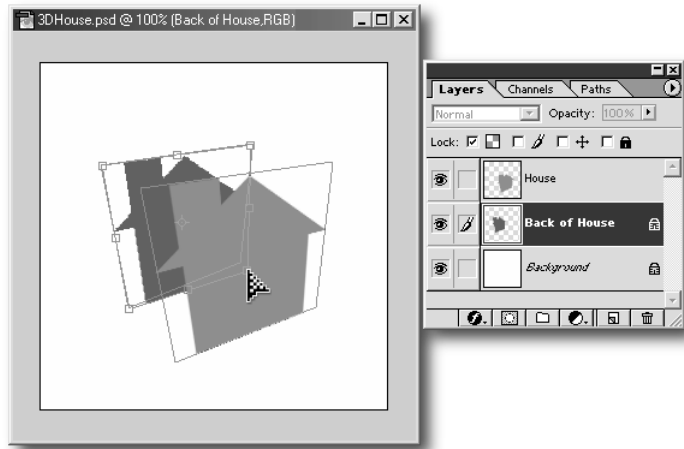 3DHouse.psd @ 100% (Back of House,RGB)
Layers Channels Paths
Normal Opacity: 100%
Lock:
House
Back of House
Background